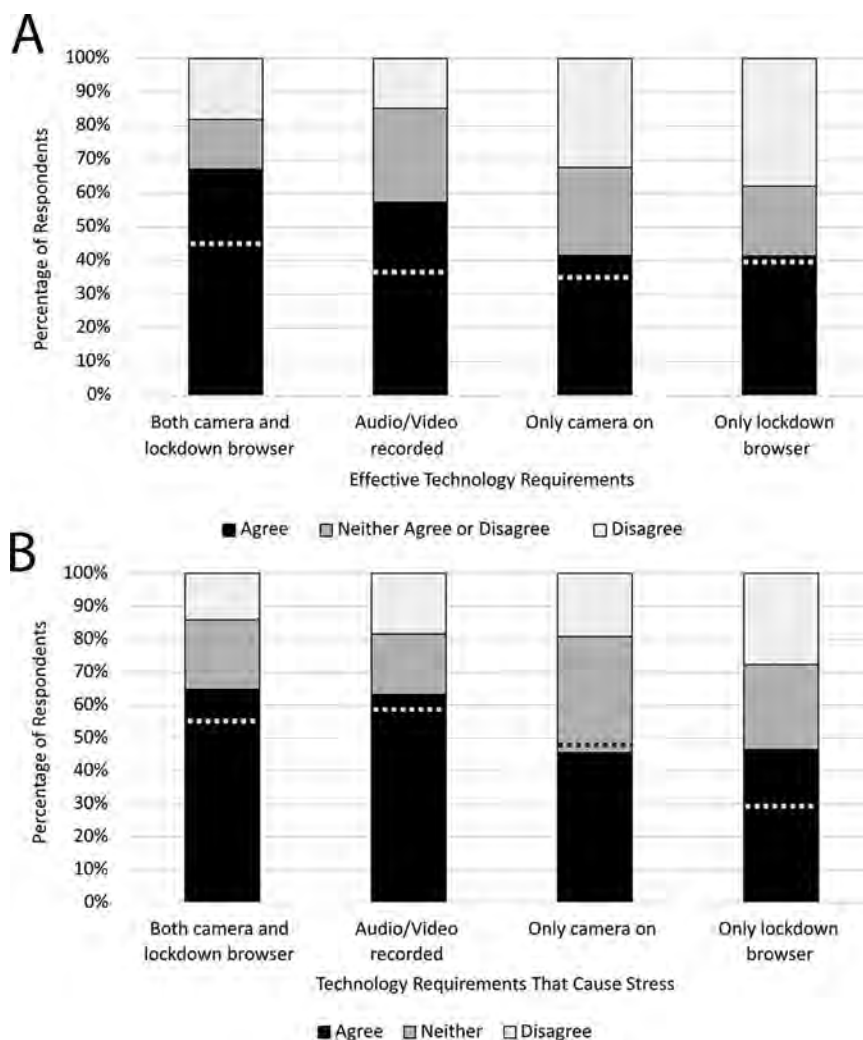 A
100%
90%
80%
70%
60%
50%
40%
30%
20%
10%
0%
Percentage of Respondents
Both camera and
lockdown browser
Audio/Video
recorded
Only camera on
Only lockdown
browser
Effective Technology Requirements
Agree
Neither Agree or Disagree
Disagree
B
100%
90%
80%
70%
60%
50%
40%
30%
20%
10%
0%
Percentage of Respondents
Both camera and
lockdown browser
Audio/Video
recorded
Only camera on
Only lockdown
browser
Technology Requirements That Cause Stress
Agree
Neither
Disagree